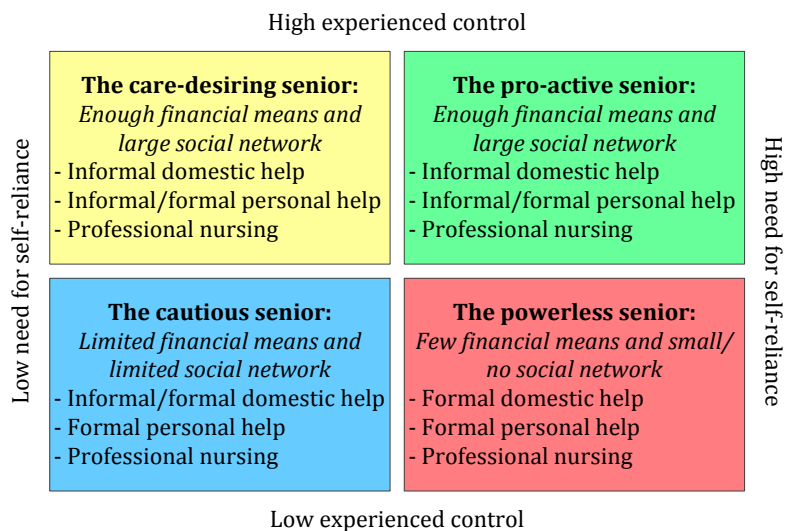 High experienced control
Low need for self-reliance
The care-desiring senior:
Enough financial means and
large social network
- Informal domestic help
- Informal/formal personal help
- Professional nursing
The pro-active senior:
Enough financial means and
large social network
- Informal domestic help
- Informal/formal personal help
- Professional nursing
High need for self-reliance
The cautious senior:
Limited financial means and
limited social network
- Informal/formal domestic help
- Formal personal help
- Professional nursing
The powerless senior:
Few financial means and small/
no social network
- Formal domestic help
- Formal personal help
- Professional nursing
Low experienced control